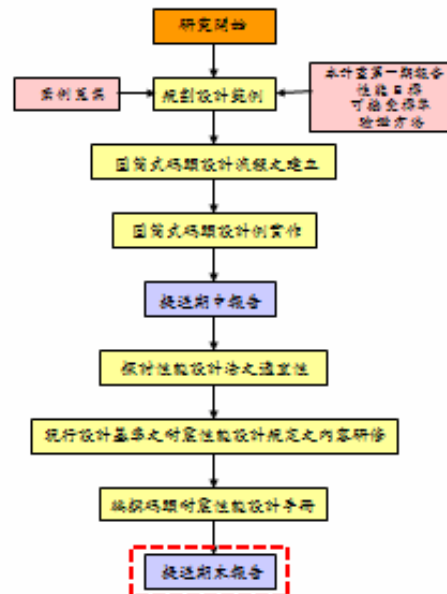 研究開始
案例蒐集
規劃設計範例
本計畫第一期報告
性能目標
可接受標準
驗證方法
圓筒式碼頭設計流程之建立
圓筒式碼頭設計例實作
提送期中報告
探討性能設計法之適宜性
現行設計基準之耐震性能設計規定之內容研修
編撰碼頭耐震性能設計手冊
提送期末報告